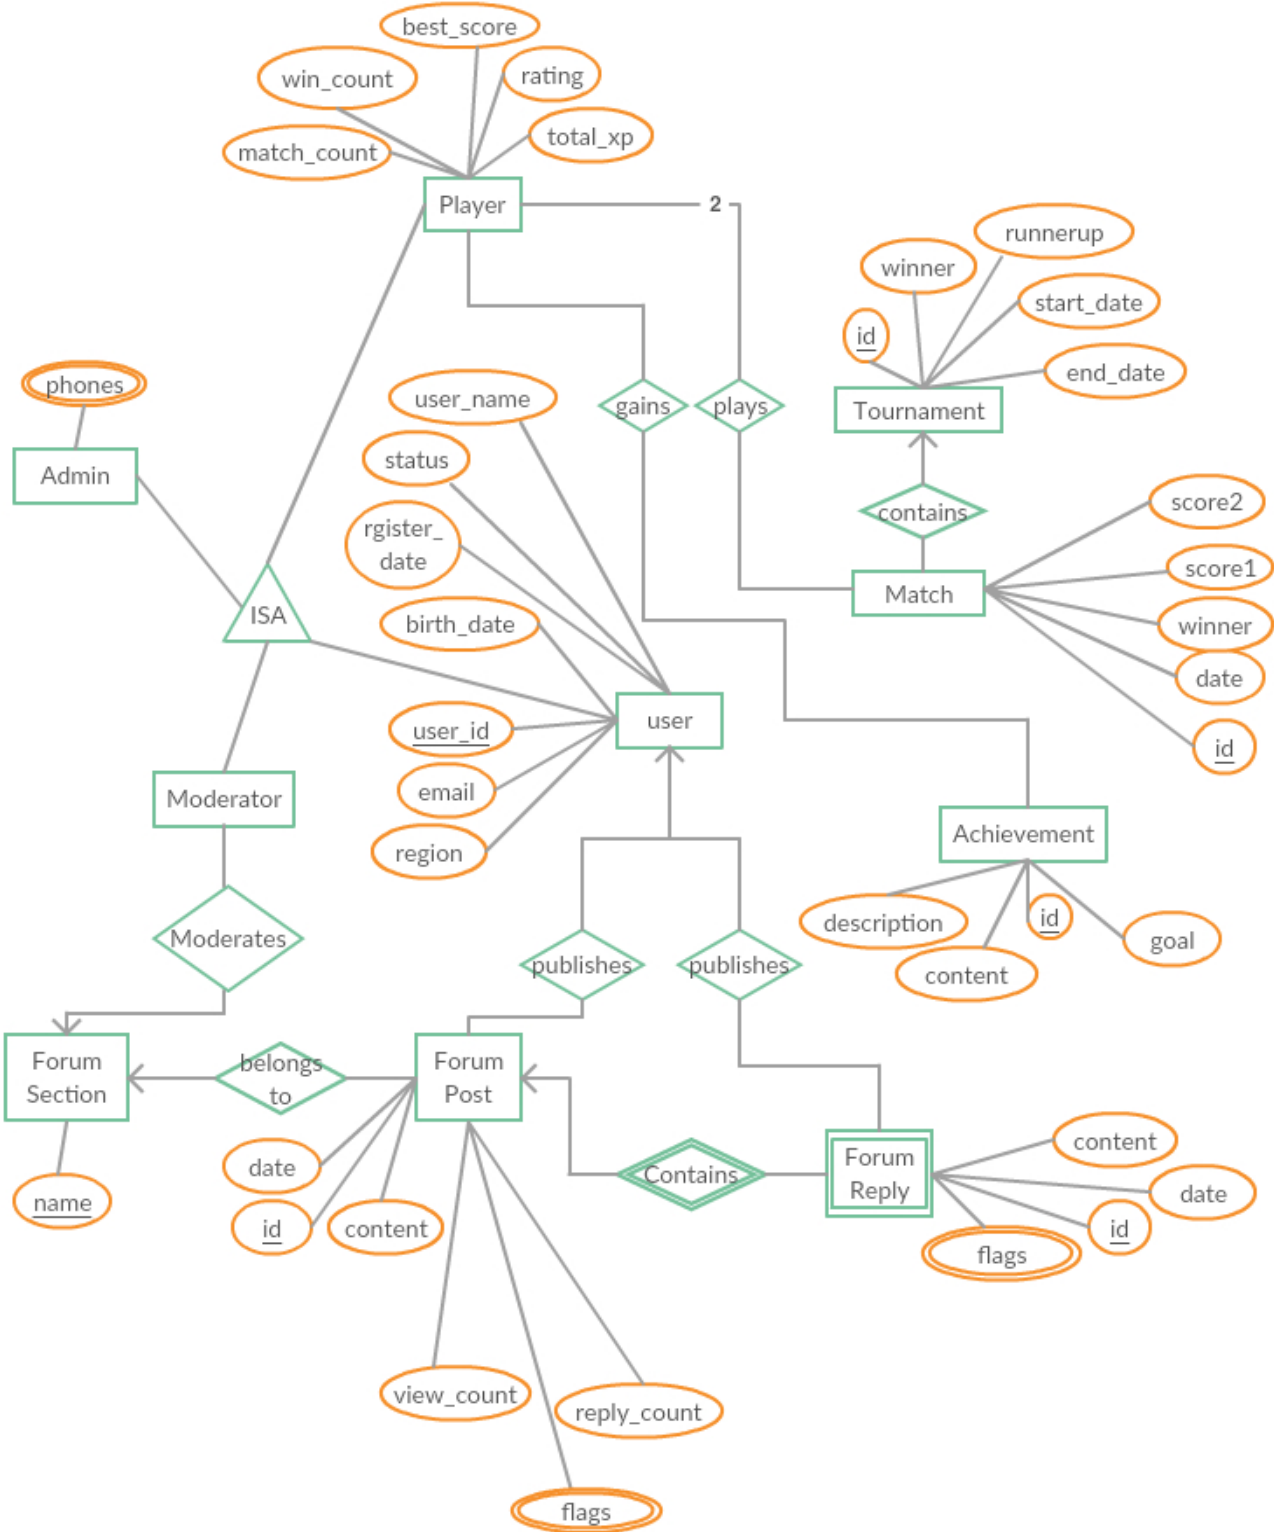 best_score
win_count
rating
match_count
total_xp
Player
2
runnerup
winner
start_date
id
end_date
phones
user_name
gains
plays
Tournament
status
Admin
score2
contains
rgister_
date
score1
Match
ISA
birth_date
winner
date
user
user_id
id
email
Moderator
Achievement
region
description
id
goal
Moderates
publishes
publishes
content
Forum
Section
belongs
to
Forum
Post
content
date
Contains
Forum
Reply
date
name
id
content
id
flags
view_count
reply_count
flags